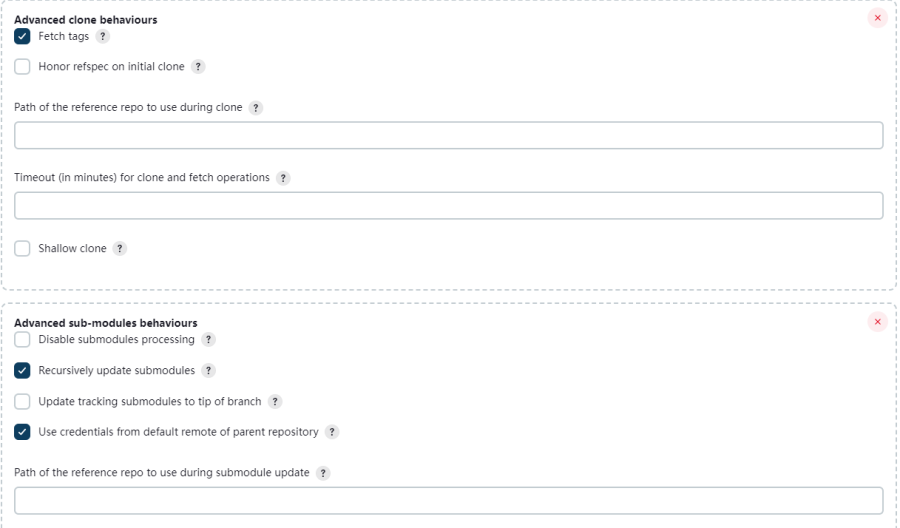 Advanced clone behaviours
Fetch tags ?
Honor refspec on initial clone ?
Path of the reference repo to use during clone ?
Timeout (in minutes) for clone and fetch operations ?
Shallow clone ?
Advanced sub-modules behaviours
Disable submodules processing ?
Recursively update submodules ?
Update tracking submodules to tip of branch ?
Use credentials from default remote of parent repository ?
Path of the reference repo to use during submodule update ?